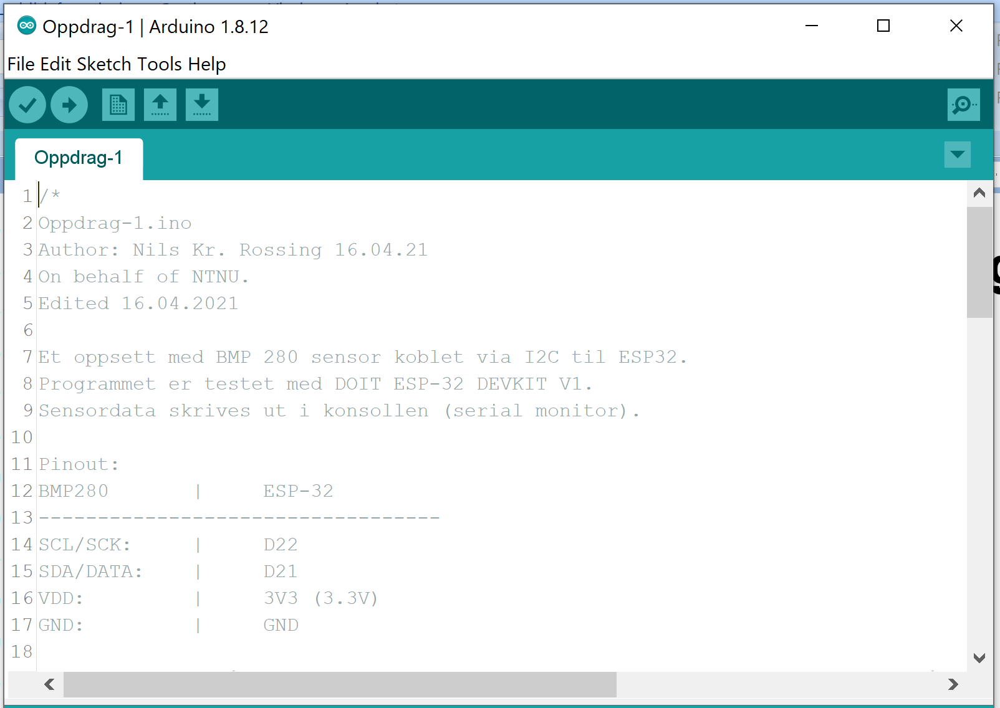 Oppdrag-1 | Arduino 1.8.12
File Edit Sketch Tools Help
Oppdrag-1
1 /*
2 Oppdrag-1.ino
3 Author: Nils Kr. Rossing 16.04.21
4 On behalf of NTNU.
5 Edited 16.04.2021
6
7 Et oppsett med BMP 280 sensor koblet via I2C til ESP32.
8 Programmet er testet med DOIT ESP-32 DEVKIT V1.
9 Sensordata skrives ut i konsollen (serial monitor).
10
11 Pinout:
12 BMP280 | ESP-32
13 ----------------------------------
14 SCL/SCK: | D22
15 SDA/DATA: | D21
16 VDD: | 3V3 (3.3V)
17 GND: | GND
18